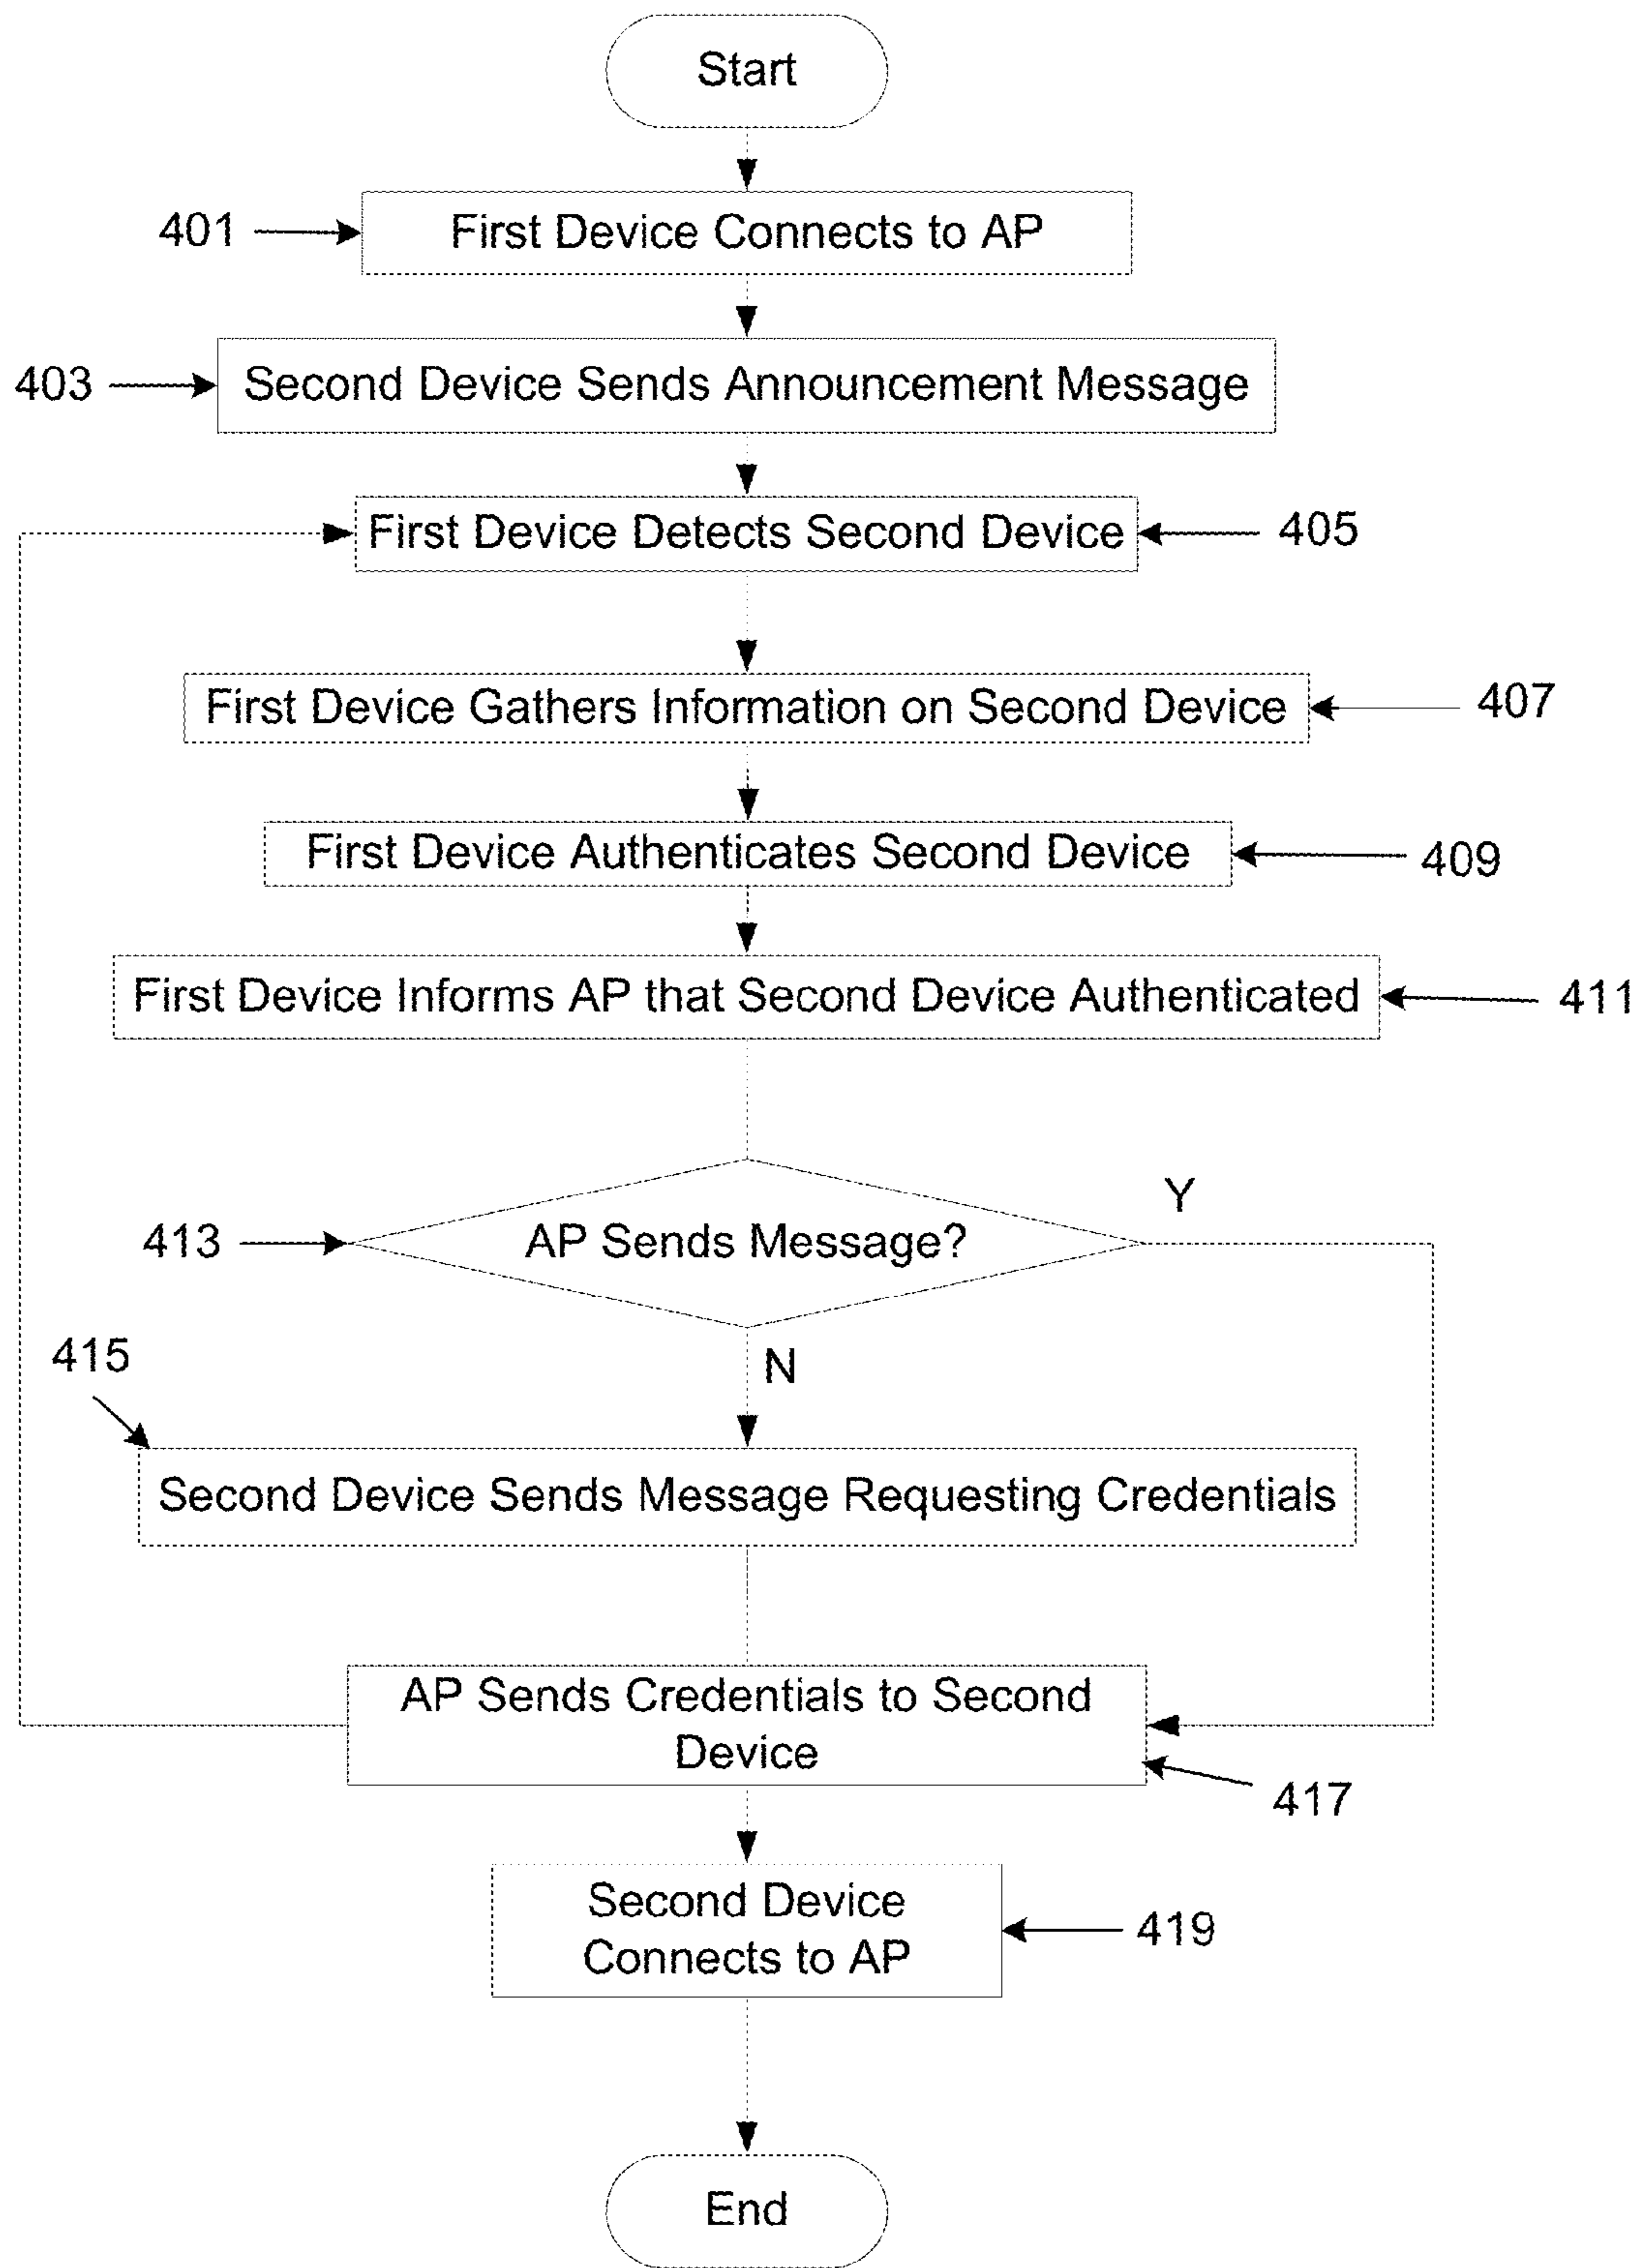 Start
401
First Device Connects to AP
403
Second Device Sends Announcement Message
First Device Detects Second Device
405
First Device Gathers Information on Second Device
407
First Device Authenticates Second Device
409
First Device Informs AP that Second Device Authenticated
411
Y
413
AP Sends Message?
415
N
Second Device Sends Message Requesting Credentials
AP Sends Credentials to Second
Device
417
Second Device
Connects to AP
419
End